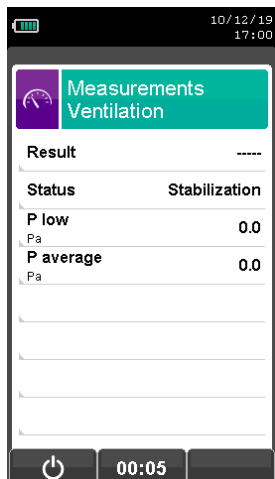 10/12/19
17:00
Measurements
Ventilation
Result -----
Status Stabilization
P low 0.0
Pa
P average 0.0
Pa
00:05